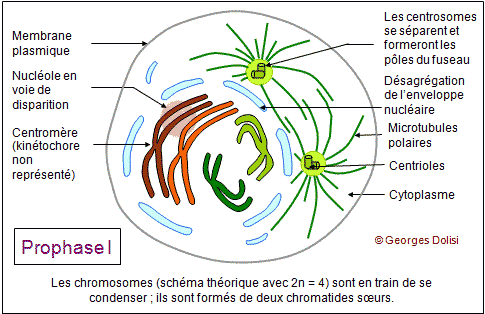 Membrane
plasmique
Nucléole en
voie de
disparition
Centromère
(kinétochore
non
représenté)
Les centrosomes
se séparent et
formeront les
pôles du fuseau
Désagrégation
de l'enveloppe
nucléaire
Microtubules
polaires
Centrioles
Cytoplasme
Prophase I
© Georges Dolisi
Les chromosomes (schéma théorique avec 2n = 4) sont en train de se
condenser ; ils sont formés de deux chromatides sœurs.